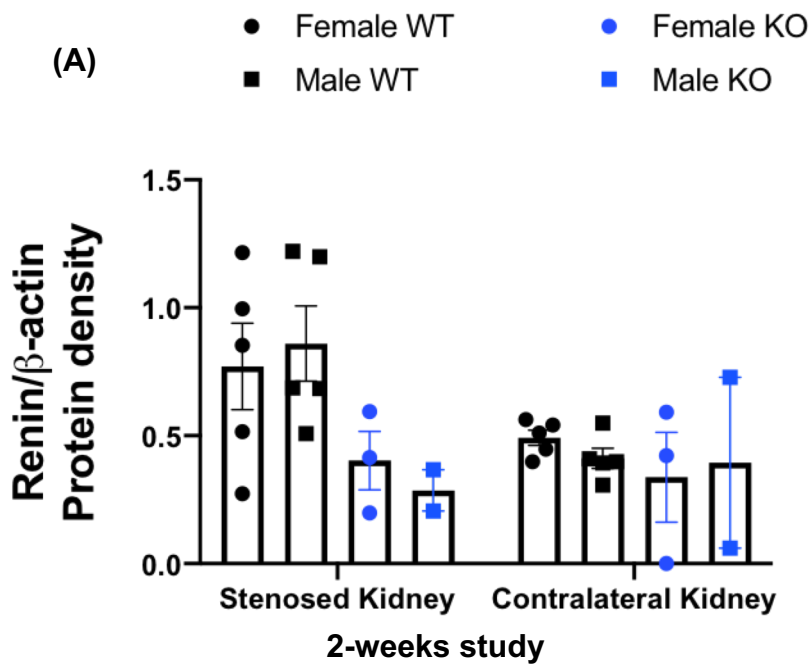 (A)
Female WT
Female KO
Male WT
Male KO
Renin/β-actin
Protein density
1.5
1.0
0.5
0.0
Stenosed Kidney
Contralateral Kidney
2-weeks study